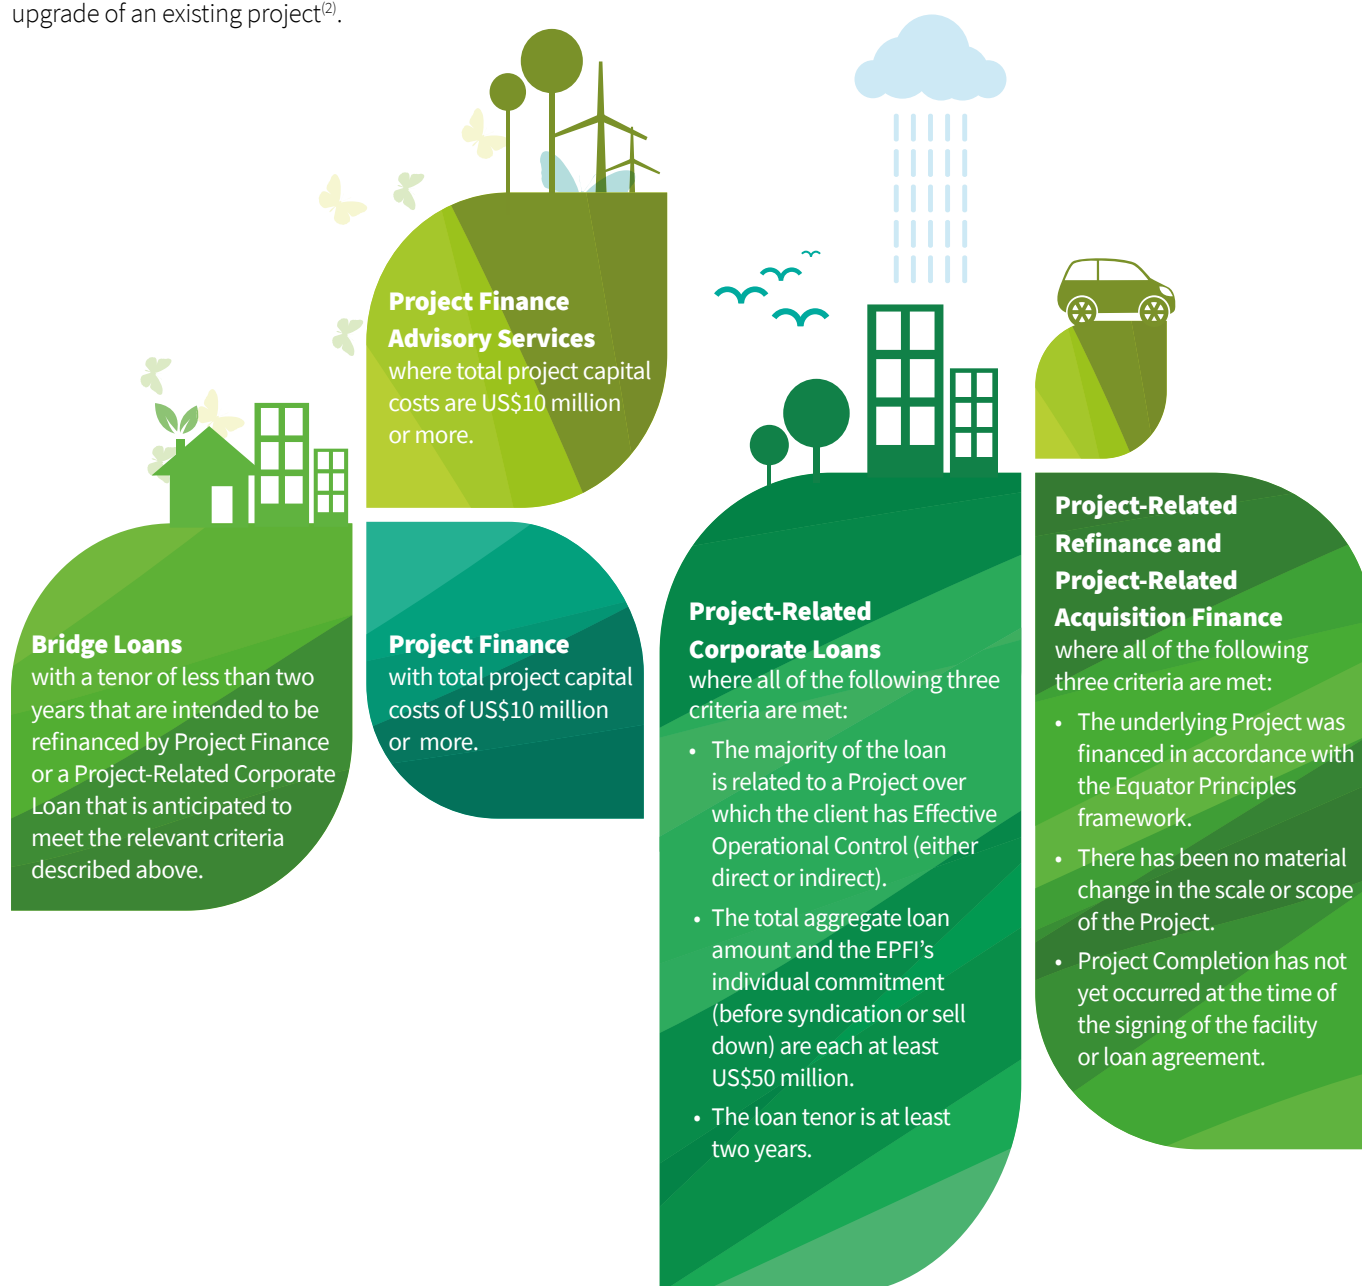 upgrade of an existing project(2).
Project Finance
Advisory Services
where total project capital
costs are US$10 million
or more.
Bridge Loans
with a tenor of less than two
years that are intended to be
refinanced by Project Finance
or a Project-Related Corporate
Loan that is anticipated to
meet the relevant criteria
described above.
Project Finance
with total project capital
costs of US$10 million
or more.
Project-Related
Corporate Loans
where all of the following three
criteria are met:
• The majority of the loan
is related to a Project over
which the client has Effective
Operational Control (either
direct or indirect).
• The total aggregate loan
amount and the EPFI’s
individual commitment
(before syndication or sell
down) are each at least
US$50 million.
• The loan tenor is at least
two years.
Project-Related
Refinance and
Project-Related
Acquisition Finance
where all of the following
three criteria are met:
• The underlying Project was
financed in accordance with
the Equator Principles
framework.
• There has been no material
change in the scale or scope
of the Project.
• Project Completion has not
yet occurred at the time of
the signing of the facility
or loan agreement.